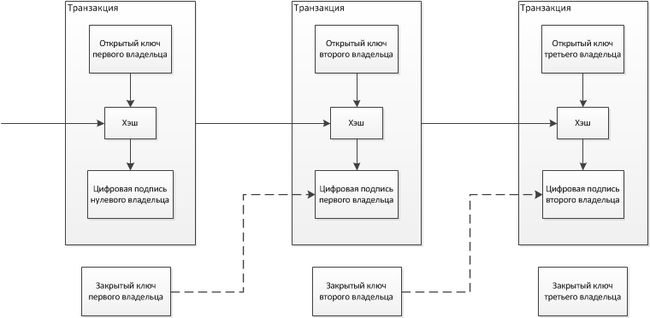 Транзакция
Транзакция
Транзакция
Открытый ключ
первого владельца
Открытый ключ
второго владельца
Открытый ключ
третьего владельца
Хэш
Хэш
Хэш
Цифровая подпись
нулевого владельца
Цифровая подпись
первого владельца
Цифровая подпись
второго владельца
Закрытый ключ
первого владельца
Закрытый ключ
второго владельца
Закрытый ключ
третьего владельца